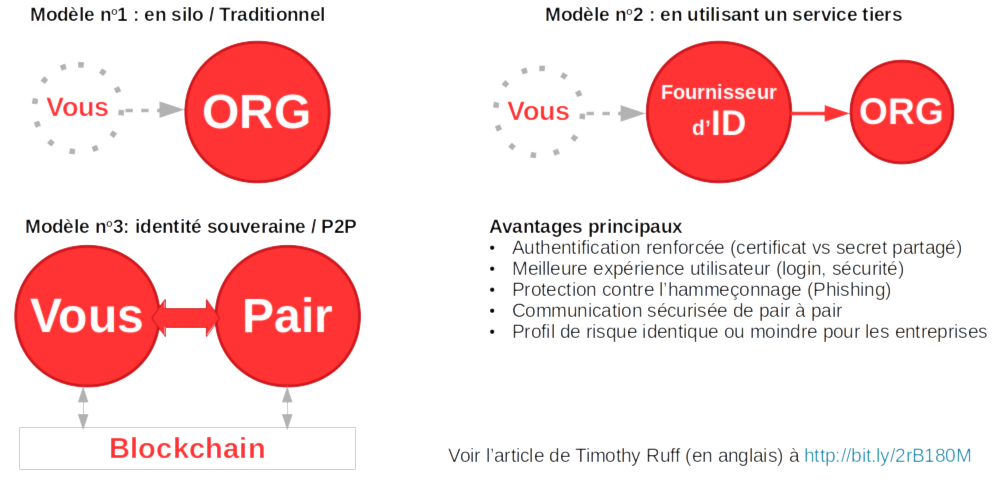 Modèle nº1 : en silo / Traditionnel
Vous
ORG
Modèle nº2 : en utilisant un service tiers
Vous
Fournisseur
d’ID
ORG
Modèle nº3: identité souveraine / P2P
Vous
Pair
Blockchain
Avantages principaux
• Authentification renforcée (certificat vs secret partagé)
• Meilleure expérience utilisateur (login, sécurité)
• Protection contre l’hammeçonnage (Phishing)
• Communication sécurisée de pair à pair
• Profil de risque identique ou moindre pour les entreprises
Voir l’article de Timothy Ruff (en anglais) à http://bit.ly/2rB180M